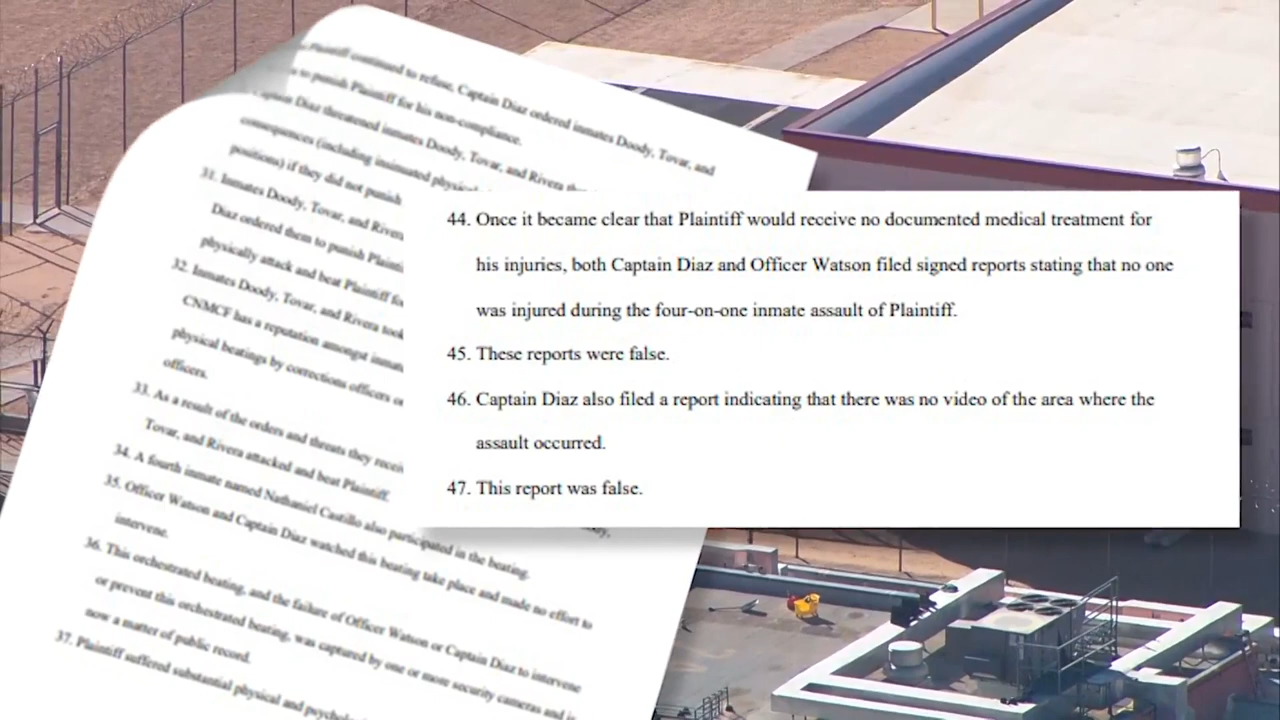 Plaintiff continued to refuse, Captain Diaz ordered inmates Doody, Tovar, and
to punish Plaintiff for his non-compliance.
Captain Diaz threatened inmates Doody, Tovar, and Rivera
consequences (including insinuated
positions) if they did not punish
31. Inmates Doody, Tovar, and
Diaz ordered them to punish
physically attack and beat Plaintiff
32. Inmates Doody, Tovar, and Rivera took
CNMCF has a reputation amongst
physical beatings by corrections officers
officers.
33. As a result of the orders and threats they
Tovar, and Rivera attacked and beat Plaintiff.
34. A fourth inmate named Nathaniel Castillo also participated in the beating.
35. Officer Watson and Captain Diaz watched this beating take place and made no effort to
intervene.
36. This orchestrated beating, and the failure of Officer Watson or Captain Diaz to intervene
or prevent this orchestrated beating, was captured by one or more security cameras and is
now a matter of public record.
37. Plaintiff suffered substantial physical and
44. Once it became clear that Plaintiff would receive no documented medical treatment for
his injuries, both Captain Diaz and Officer Watson filed signed reports stating that no one
was injured during the four-on-one inmate assault of Plaintiff.
45. These reports were false.
46. Captain Diaz also filed a report indicating that there was no video of the area where the
assault occurred.
47. This report was false.